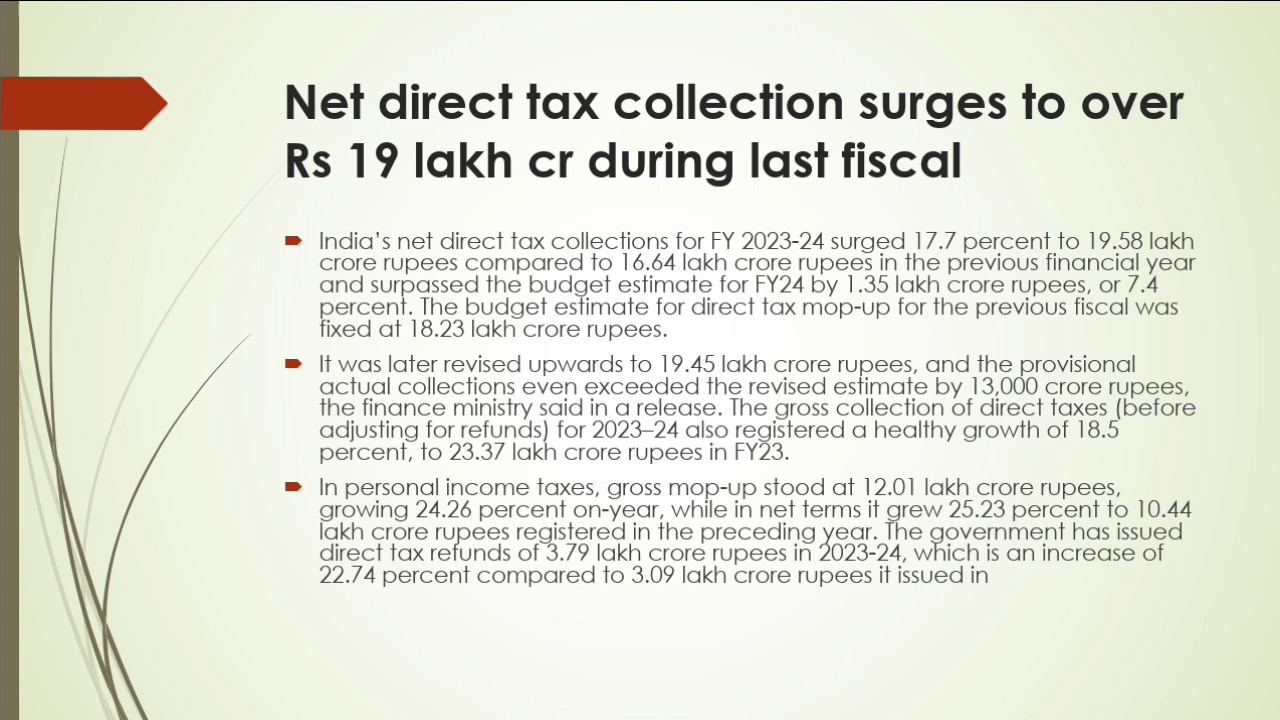 Net direct tax collection surges to over
Rs 19 lakh cr during last fiscal
India’s net direct tax collections for FY 2023-24 surged 17.7 percent to 19.58 lakh
crore rupees compared to 16.64 lakh crore rupees in the previous financial year
and surpassed the budget estimate for FY24 by 1.35 lakh crore rupees, or 7.4
percent. The budget estimate for direct tax mop-up for the previous fiscal was
fixed at 18.23 lakh crore rupees.
It was later revised upwards to 19.45 lakh crore rupees, and the provisional
actual collections even exceeded the revised estimate by 13,000 crore rupees,
the finance ministry said in a release. The gross collection of direct taxes (before
adjusting for refunds) for 2023–24 also registered a healthy growth of 18.5
percent, to 23.37 lakh crore rupees in FY23.
In personal income taxes, gross mop-up stood at 12.01 lakh crore rupees,
growing 24.26 percent on-year, while in net terms it grew 25.23 percent to 10.44
lakh crore rupees registered in the preceding year. The government has issued
direct tax refunds of 3.79 lakh crore rupees in 2023-24, which is an increase of
22.74 percent compared to 3.09 lakh crore rupees it issued in